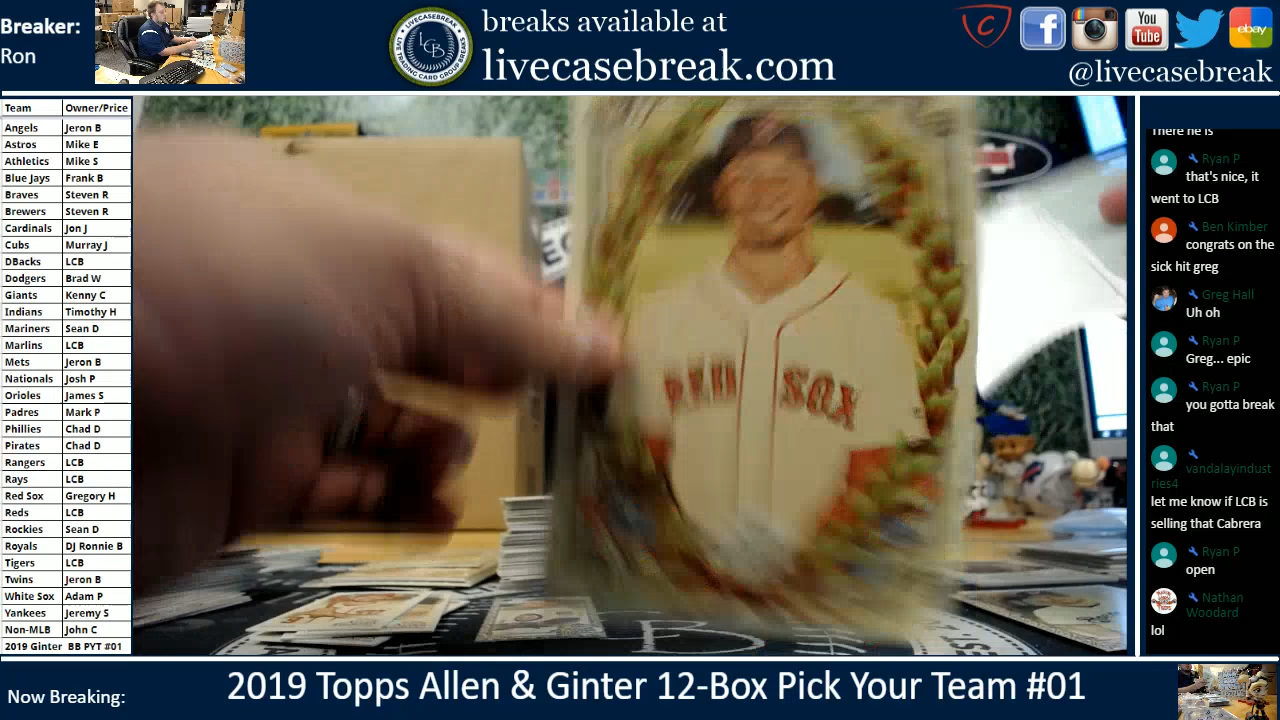 Breaker:
Ron
LCB
breaks available at
livecasebreak.com
You
Tube
ebay
@livecasebreak
Team Owner/Price
Angels Jeron B
Astros Mike E
Athletics Mike S
Blue Jays Frank B
Braves Steven R
Brewers Steven R
Cardinals Jon J
Cubs Murray J
DBacks LCB
Dodgers Brad W
Giants Kenny C
Indians Timothy H
Mariners Sean D
Marlins LCB
Mets Jeron B
Nationals Josh P
Orioles James S
Padres Mark P
Phillies Chad D
Pirates Chad D
Rangers LCB
Rays LCB
Red Sox Gregory H
Reds LCB
Rockies Sean D
Royals DJ Ronnie B
Tigers LCB
Twins Jeron B
White Sox Adam P
Yankees Jeremy S
Non-MLB John C
2019 Ginter BB PYT #01
RED SOX
There he is
Ryan P
that's nice, it
went to LCB
Ben Kimber
congrats on the
sick hit greg
Greg Hall
Uh oh
Ryan P
Greg... epic
Ryan P
you gotta break
that
vandalayindust
ries4
let me know if LCB is
selling that Cabrera
Ryan P
open
Nathan
Woodard
lol
Now Breaking:
2019 Topps Allen & Ginter 12-Box Pick Your Team #01